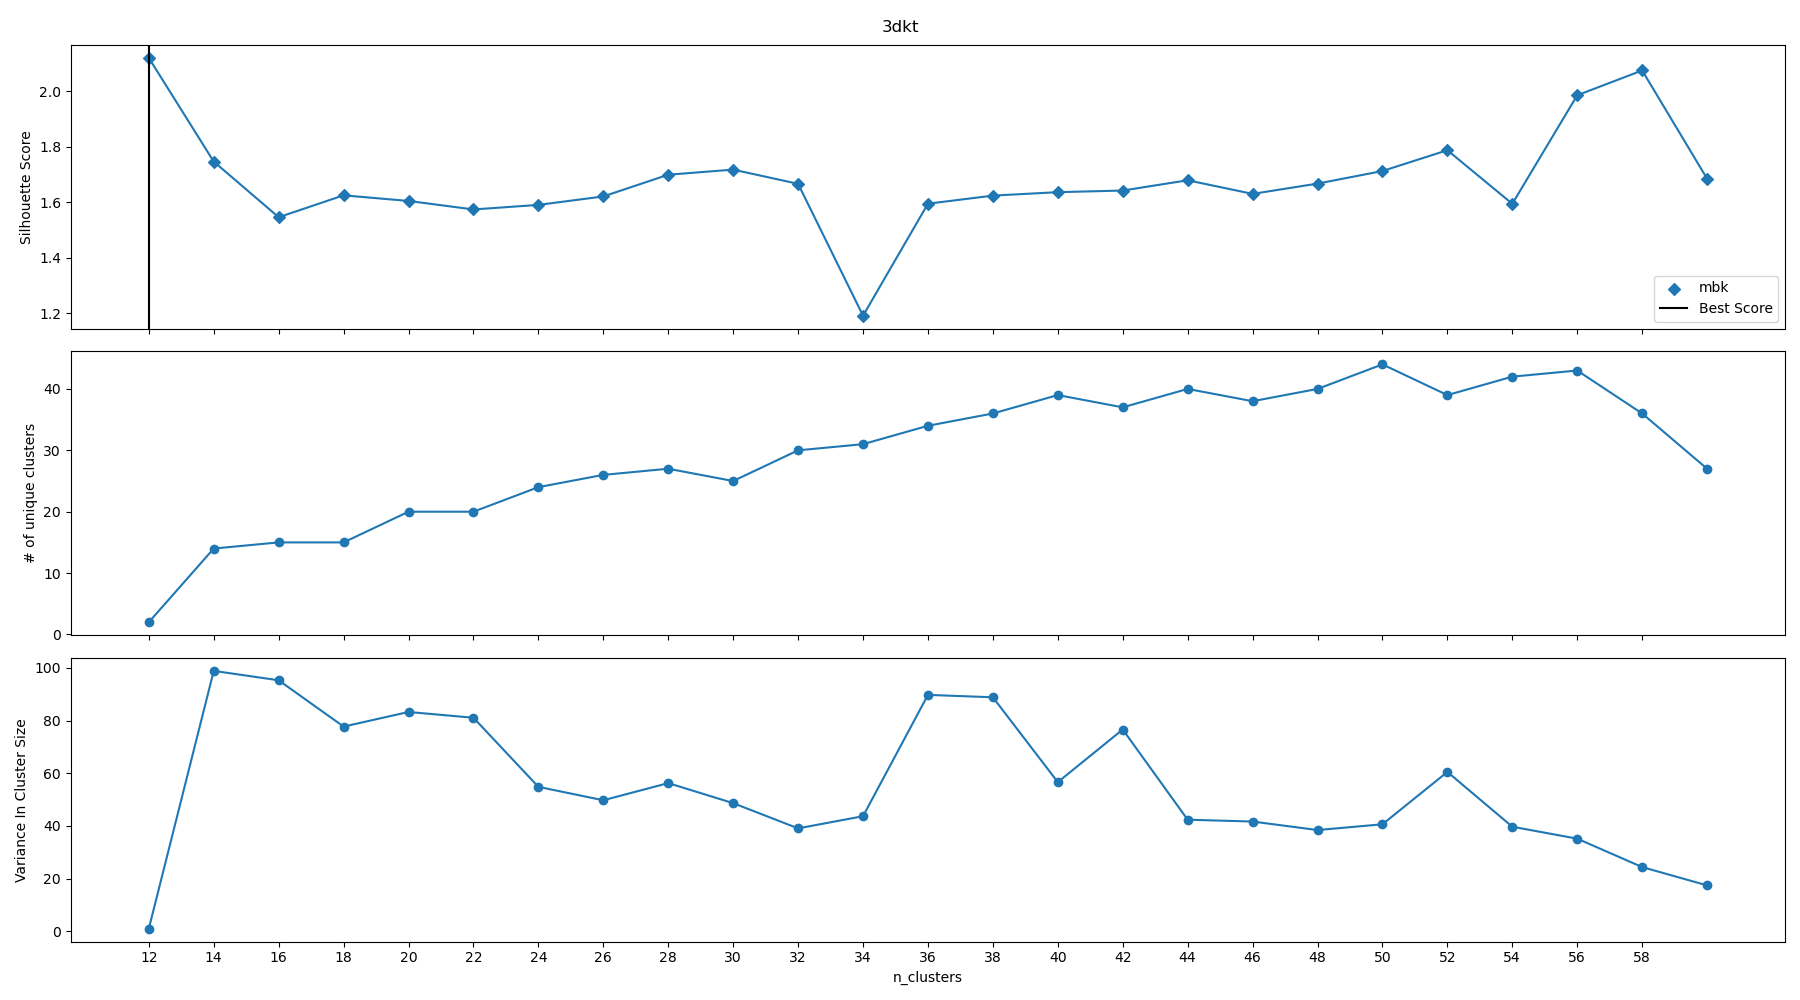 3dkt
Silhouette Score
2.0
1.8
1.6
1.4
1.2
mbk
Best Score
# of unique clusters
40
30
20
10
0
Variance In Cluster Size
100
80
60
40
20
0
12 14 16 18 20 22 24 26 28 30 32 34 36 38 40 42 44 46 48 50 52 54 56 58
n_clusters